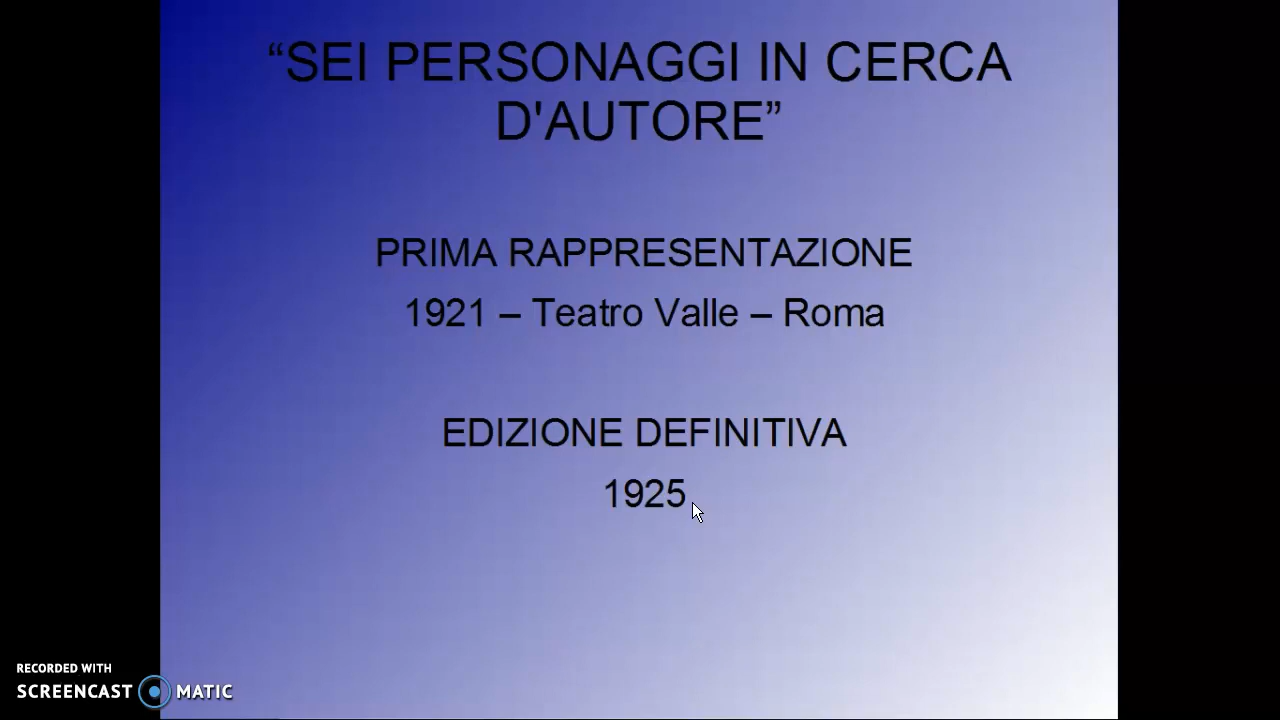 “SEI PERSONAGGI IN CERCA
D'AUTORE”
PRIMA RAPPRESENTAZIONE
1921 – Teatro Valle – Roma
EDIZIONE DEFINITIVA
1925
RECORDED WITH
SCREENCAST MATIC